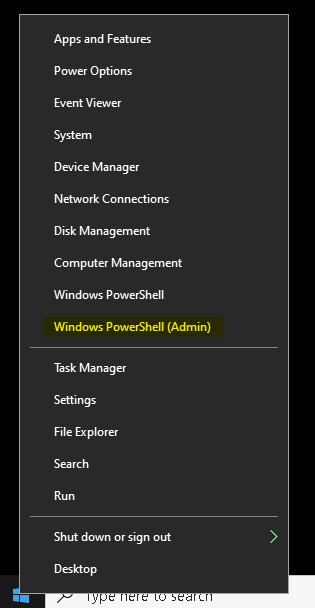 Apps and Features
Power Options
Event Viewer
System
Device Manager
Network Connections
Disk Management
Computer Management
Windows PowerShell
Windows PowerShell (Admin)
Task Manager
Settings
File Explorer
Search
Run
Shut down or sign out
Desktop
Type here to search